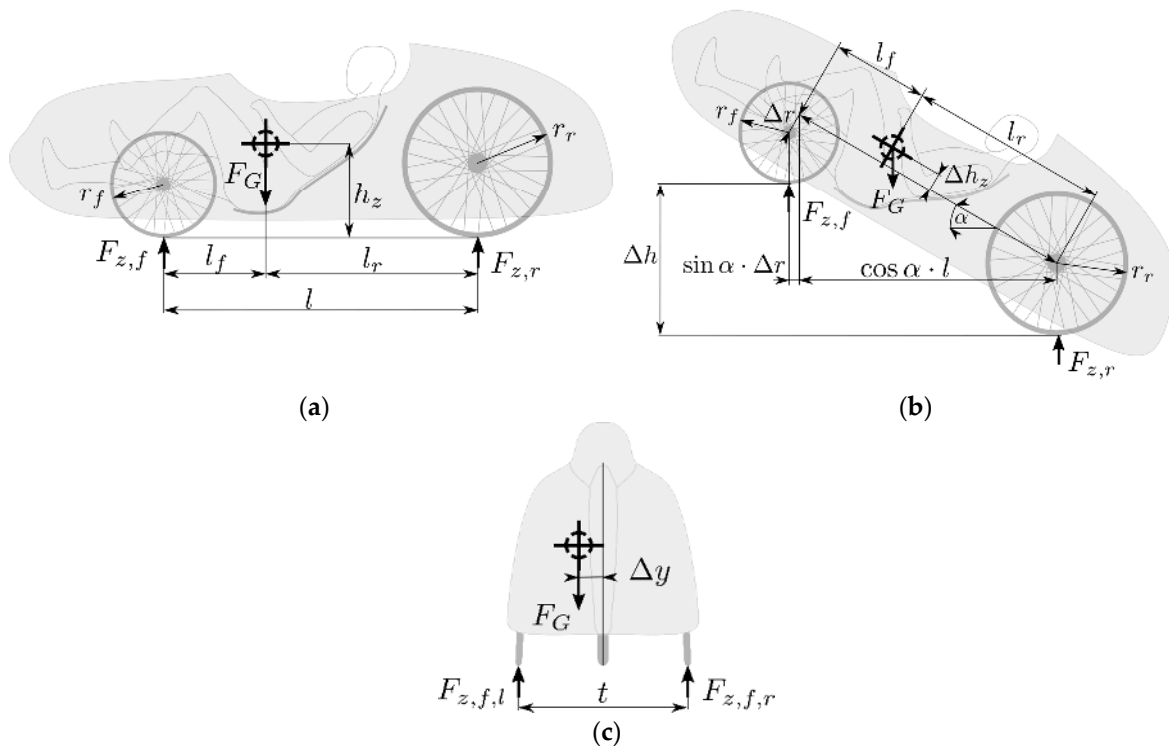 r_f
F_G
h_z
r_r
F_{z,f}
l_f
l_r
F_{z,r}
l
(a)
l_f
r_f
Δr
l_r
Δh_z
F_G
F_{z,f}
α
Δh
sin α · Δr
cos α · l
r_r
F_{z,r}
(b)
Δy
F_G
F_{z,f,l}
t
F_{z,f,r}
(c)